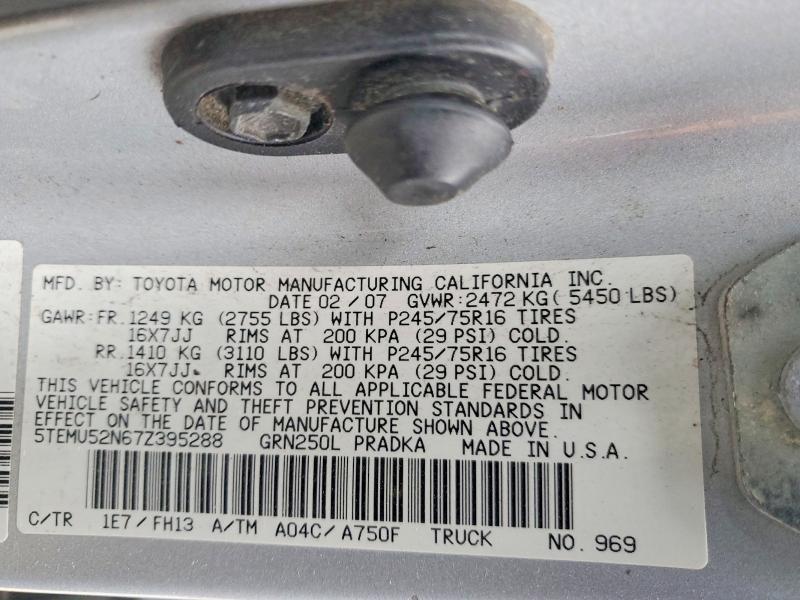 MFD. BY: TOYOTA MOTOR MANUFACTURING CALIFORNIA INC.
DATE 02/07 GVWR:2472 KG( 5450 LBS)
GAWR:FR.1249 KG (2755 LBS) WITH P245/75R16 TIRES
16X7JJ RIMS AT 200 KPA (29 PSI) COLD.
RR.1410 KG (3110 LBS) WITH P245/75R16 TIRES
16X7JJ RIMS AT 200 KPA (29 PSI) COLD.
THIS VEHICLE CONFORMS TO ALL APPLICABLE FEDERAL MOTOR
VEHICLE SAFETY AND THEFT PREVENTION STANDARDS IN
EFFECT ON THE DATE OF MANUFACTURE SHOWN ABOVE.
5TEMU52N67Z395288 GRN250L PRADKA MADE IN U.S.A.
C/TR 1E7/FH13 A/TM A04C/A750F TRUCK NO. 969